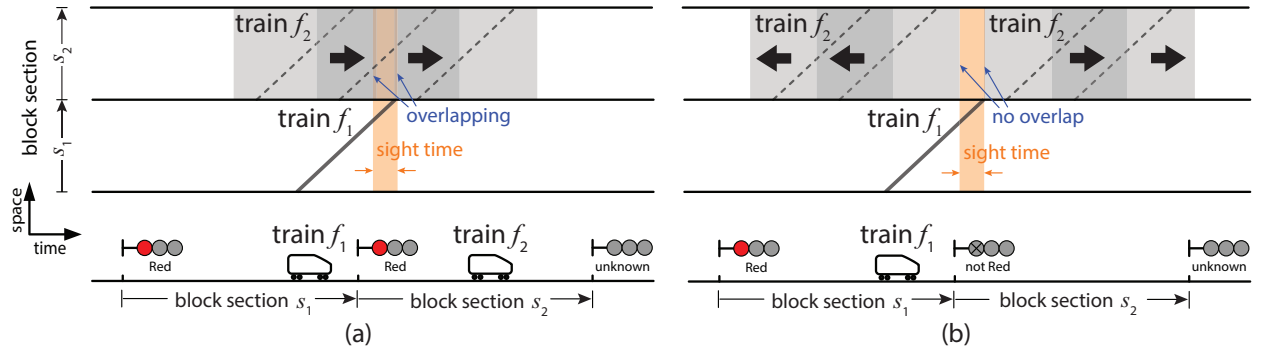 train f₂
overlapping
train f₁
sight time
block section
s₂
s₁
space
time
train f₁
train f₂
Red
Red
unknown
block section s₁
block section s₂
(a)
train f₂
train f₂
train f₁
no overlap
sight time
train f₁
Red
not Red
unknown
block section s₁
block section s₂
(b)